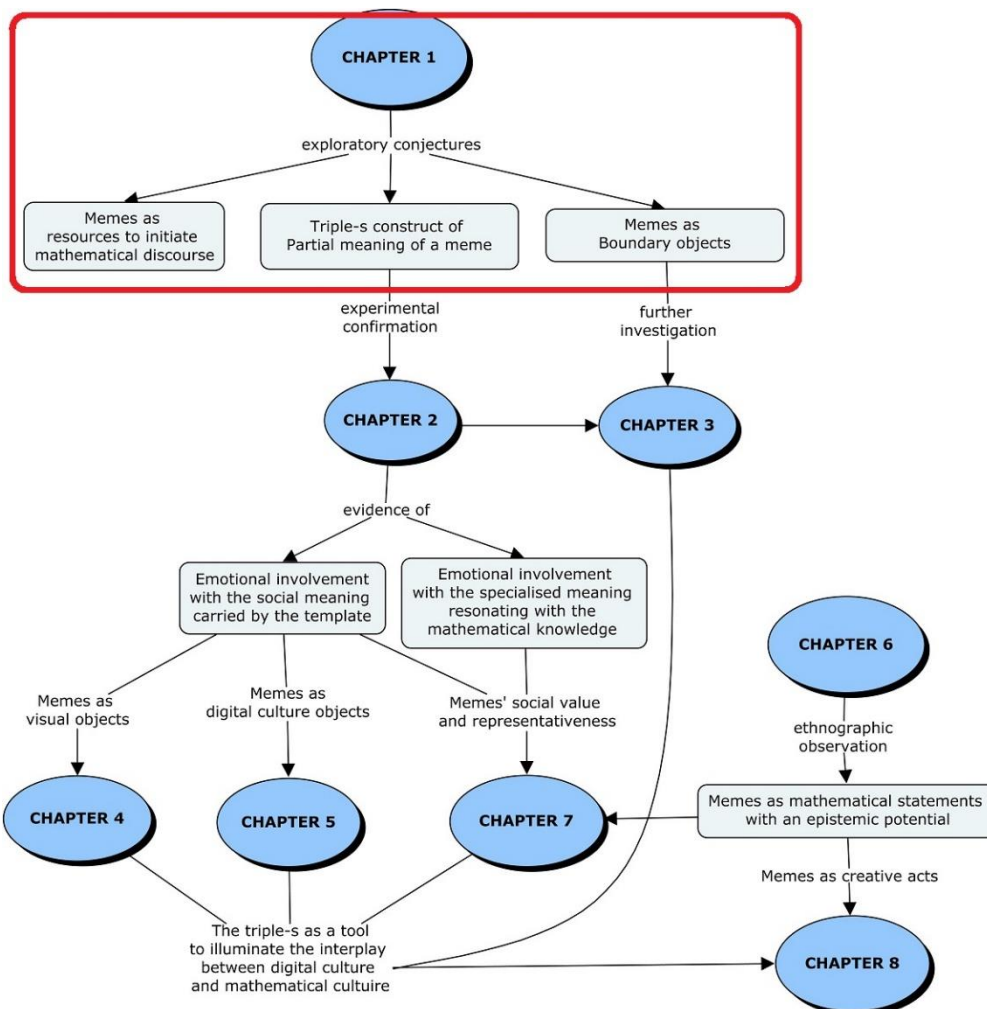 CHAPTER 1
exploratory conjectures
Memes as
resources to initiate
mathematical discourse
Triple-s construct of
Partial meaning of a meme
Memes as
Boundary objects
experimental
confirmation
further
investigation
CHAPTER 2
CHAPTER 3
evidence of
Emotional involvement
with the social meaning
carried by the template
Emotional involvement
with the specialised meaning
resonating with the
mathematical knowledge
CHAPTER 6
Memes as
visual objects
Memes as
digital culture objects
Memes' social value
and representativeness
ethnographic
observation
CHAPTER 4
CHAPTER 5
CHAPTER 7
Memes as mathematical statements
with an epistemic potential
Memes as creative acts
The triple-s as a tool
to illuminate the interplay
between digital culture
and mathematical cultuire
CHAPTER 8